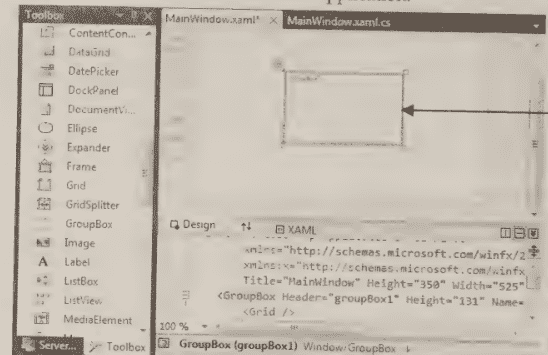 Toolbox
MainWindow.xaml*
MainWindow.xaml.cs
ContentCon...
DataGrid
DatePicker
DockPanel
DocumentVi...
Ellipse
Expander
Frame
Grid
GridSplitter
GroupBox
Image
Label
ListBox
ListView
MediaElement
Server...
Toolbox
Design
XAML
xmlns="http://schemas.microsoft.com/winfx/2
xmlns:x="http://schemas.microsoft.com/winfx
Title="MainWindow" Height="350" Width="525"
<GroupBox Header="groupBox1" Height="131" Name=
<Grid />
100 %
GroupBox (groupBox1) Window/GroupBox